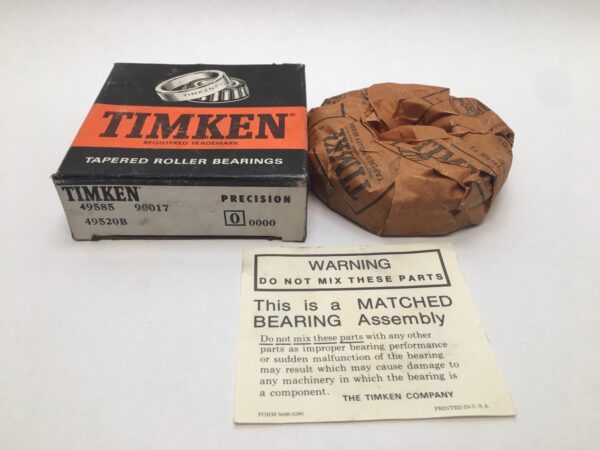 TIMKEN
TIMKEN®
REGISTERED TRADEMARK
TAPERED ROLLER BEARINGS
TIMKEN
PRECISION
49585 90017
0 0000
49520B
TIMKEN
WARNING
DO NOT MIX THESE PARTS
This is a MATCHED
BEARING Assembly
Do not mix these parts with any other
parts as improper bearing performance
or sudden malfunction of the bearing
may result which may cause damage to
any machinery in which the bearing is
a component.
THE TIMKEN COMPANY
PRINTED IN U.S.A.